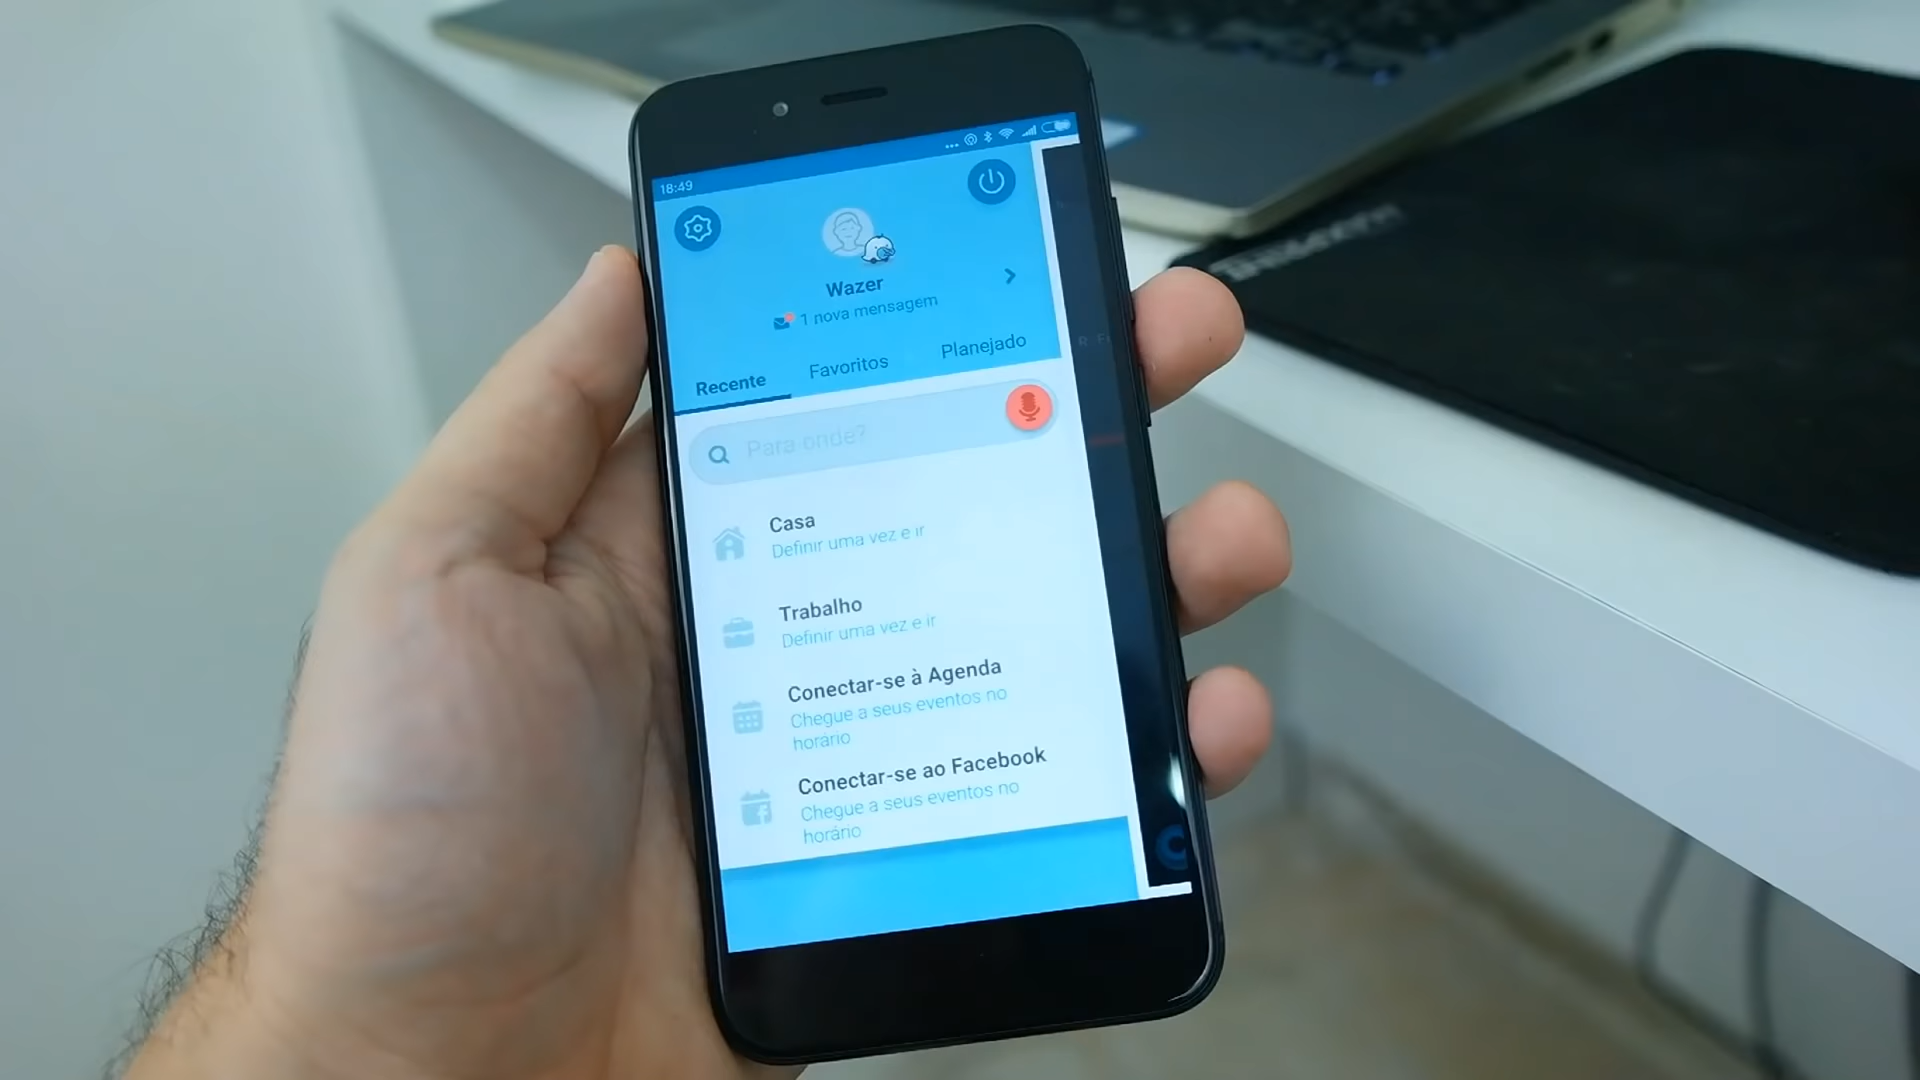 18:49
Wazer
1 nova mensagem
Recente
Favoritos
Planejado
Para onde?
Casa
Definir uma vez e ir
Trabalho
Definir uma vez e ir
Conectar-se à Agenda
Chegue a seus eventos no
horário
Conectar-se ao Facebook
Chegue a seus eventos no
horário